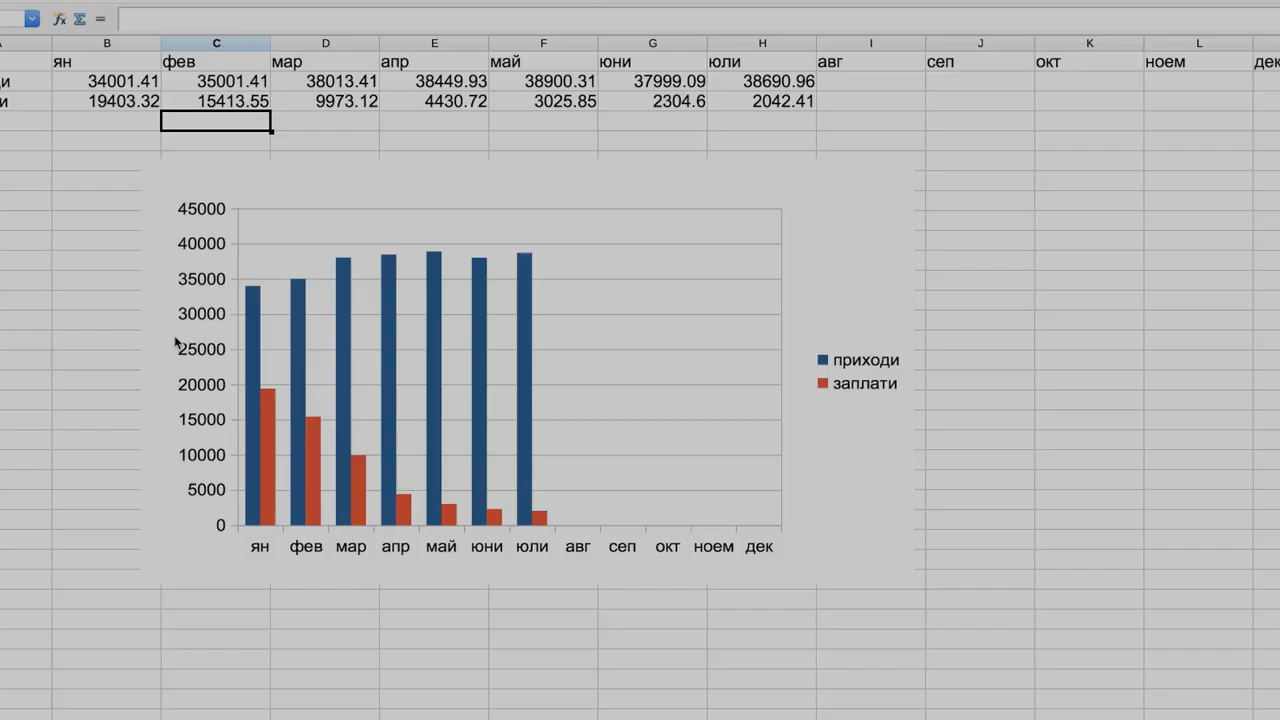 fx Σ =
A B C D E F G H I J K L
ян фев мар апр май юни юли авг сеп окт ноем дек
ди 34001.41 35001.41 38013.41 38449.93 38900.31 37999.09 38690.96
и 19403.32 15413.55 9973.12 4430.72 3025.85 2304.6 2042.41
45000
40000
35000
30000
25000
20000
15000
10000
5000
0
ян фев мар апр май юни юли авг сеп окт ноем дек
приходи
заплати